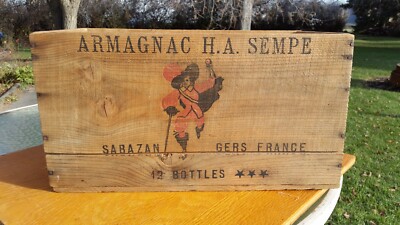 ARMAGNAC H.A. SEMPE
SABAZAN GERS FRANCE
12 BOTTLES ★★★